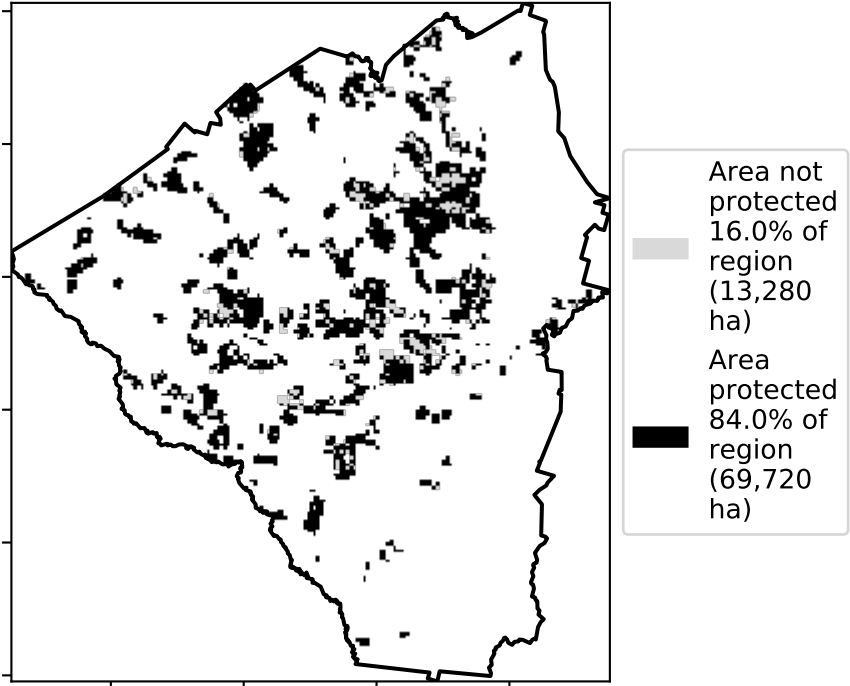 Area not
protected
16.0% of
region
(13,280
ha)
Area
protected
84.0% of
region
(69,720
ha)